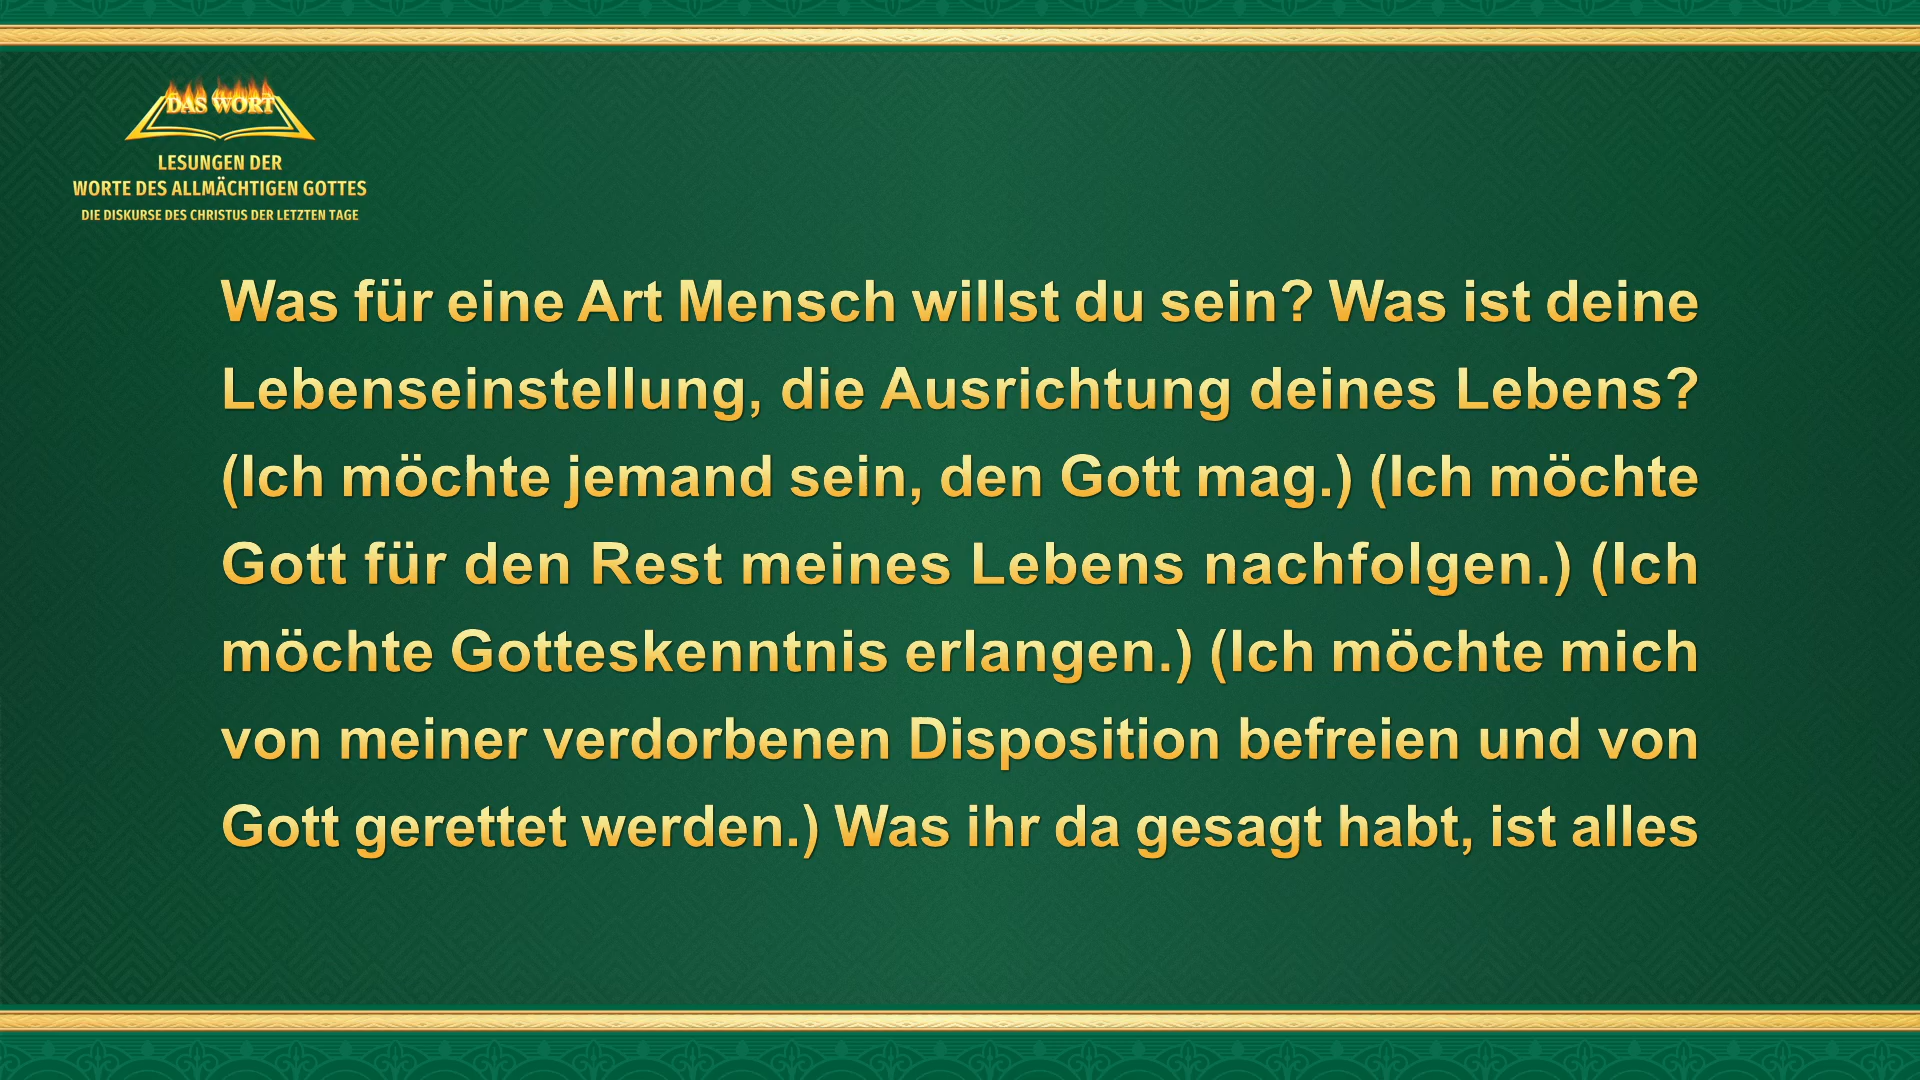 DAS WORT
LESUNGEN DER
WORTE DES ALLMÄCHTIGEN GOTTES
DIE DISKURSE DES CHRISTUS DER LETZTEN TAGE
Was für eine Art Mensch willst du sein? Was ist deine
Lebenseinstellung, die Ausrichtung deines Lebens?
(Ich möchte jemand sein, den Gott mag.) (Ich möchte
Gott für den Rest meines Lebens nachfolgen.) (Ich
möchte Gotteskenntnis erlangen.) (Ich möchte mich
von meiner verdorbenen Disposition befreien und von
Gott gerettet werden.) Was ihr da gesagt habt, ist alles